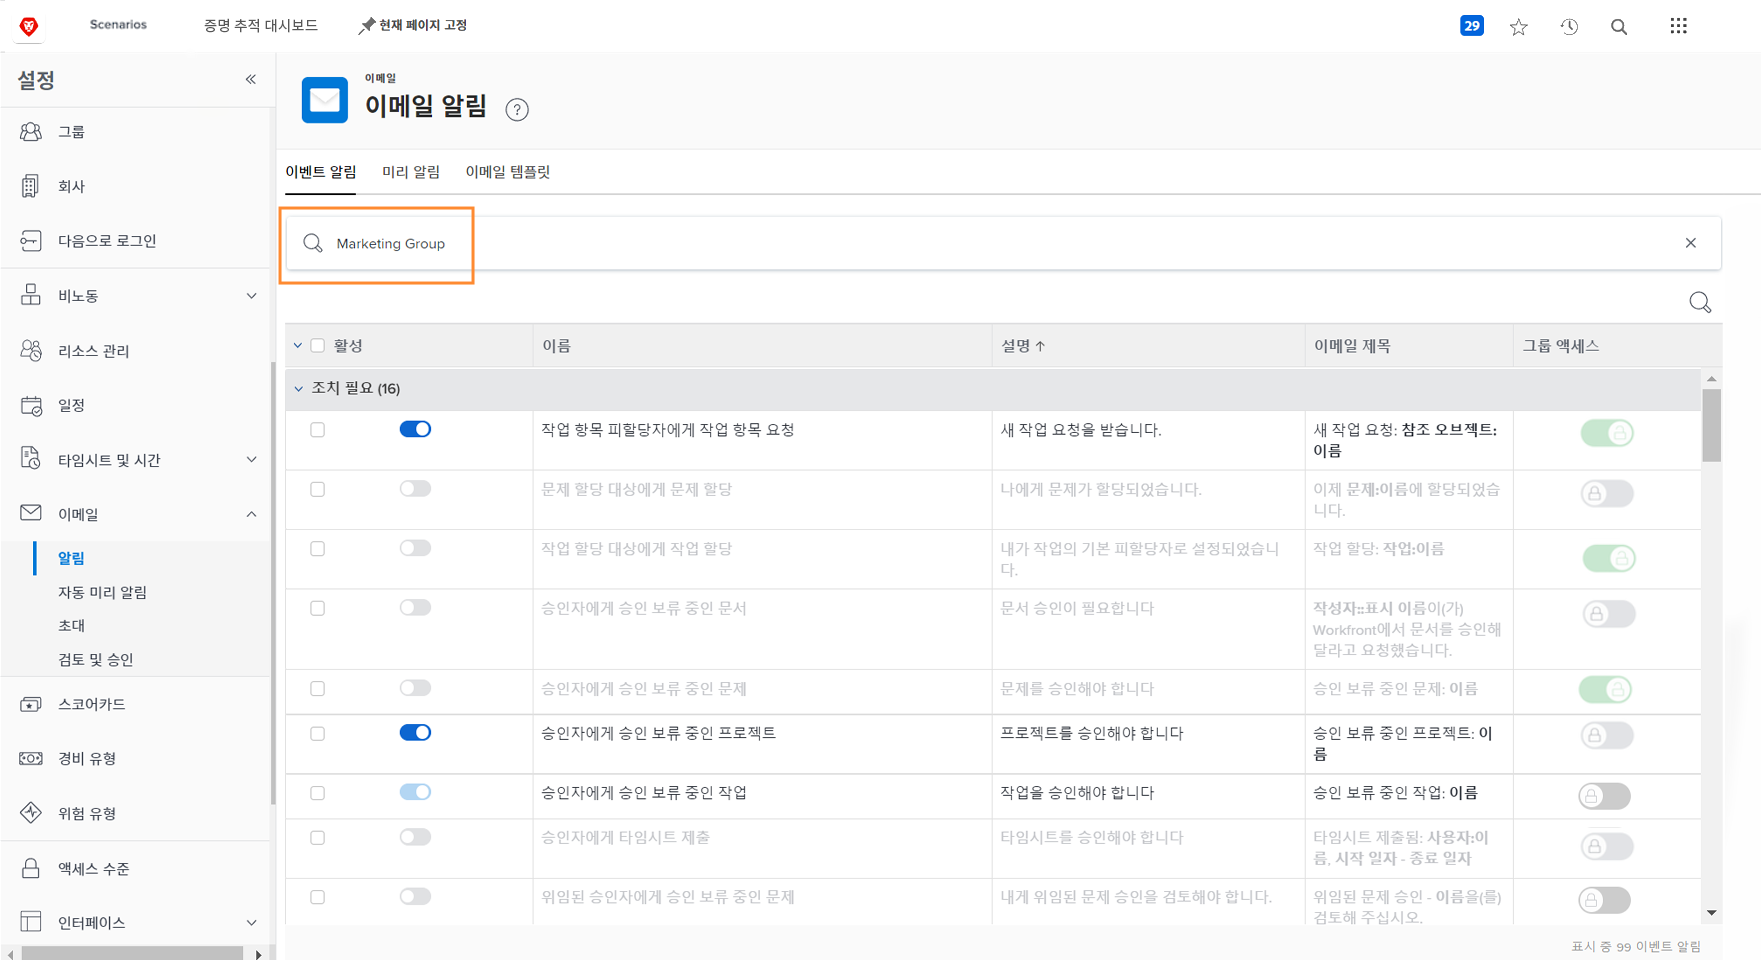 Scenarios
증명 추적 대시보드
현재 페이지 고정
29
설정
그룹
회사
다음으로 로그인
비노동
리소스 관리
일정
타임시트 및 시간
이메일
알림
자동 미리 알림
초대
검토 및 승인
스코어카드
경비 유형
위험 유형
액세스 수준
인터페이스
이메일
이메일 알림
?
이벤트 알림
미리 알림
이메일 템플릿
Marketing Group
활성 이름 설명 ↑ 이메일 제목 그룹 액세스
조치 필요 (16)
작업 항목 피할당자에게 작업 항목 요청
새 작업 요청을 받습니다.
새 작업 요청: 참조 오브젝트:
이름
문제 할당 대상에게 문제 할당
나에게 문제가 할당되었습니다.
이제 문제:이름에 할당되었습
니다.
작업 할당 대상에게 작업 할당
내가 작업의 기본 피할당자로 설정되었습니
다.
작업 할당: 작업:이름
승인자에게 승인 보류 중인 문서
문서 승인이 필요합니다
작성자::표시 이름이(가)
Workfront에서 문서를 승인해
달라고 요청했습니다.
승인자에게 승인 보류 중인 문제
문제를 승인해야 합니다
승인 보류 중인 문제: 이름
승인자에게 승인 보류 중인 프로젝트
프로젝트를 승인해야 합니다
승인 보류 중인 프로젝트: 이
름
승인자에게 승인 보류 중인 작업
작업을 승인해야 합니다
승인 보류 중인 작업: 이름
승인자에게 타임시트 제출
타임시트를 승인해야 합니다
타임시트 제출됨: 사용자:이
름, 시작 일자 - 종료 일자
위임된 승인자에게 승인 보류 중인 문제
내게 위임된 문제 승인을 검토해야 합니다.
위임된 문제 승인 - 이름을(를)
검토해 주십시오.
표시 중 99 이벤트 알림